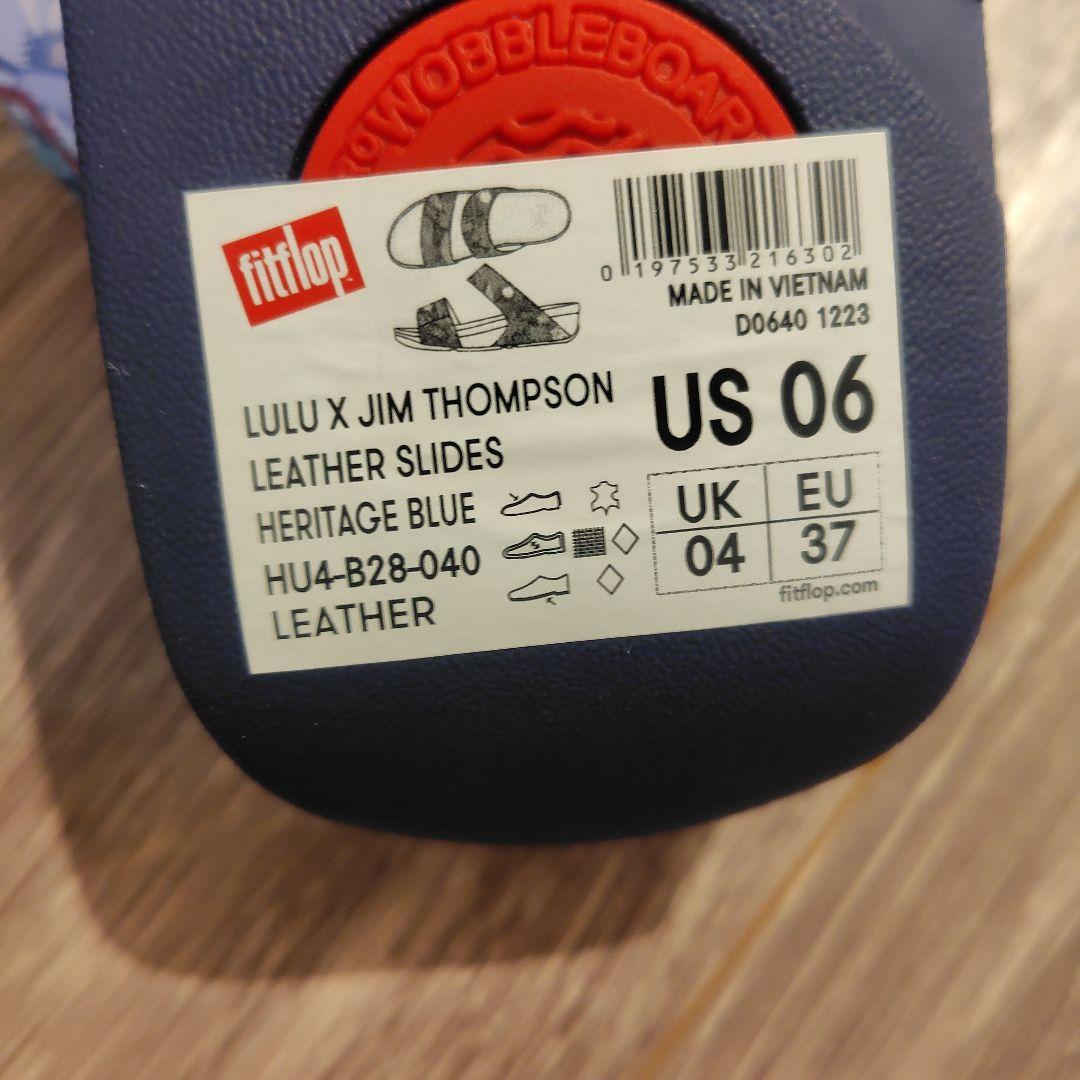 WOBBLEBOAR
fitflop
0 197533 216302
MADE IN VIETNAM
D0640 1223
LULU X JIM THOMPSON
LEATHER SLIDES
HERITAGE BLUE
HU4-B28-040
LEATHER
US 06
UK EU
04 37
fitflop.com